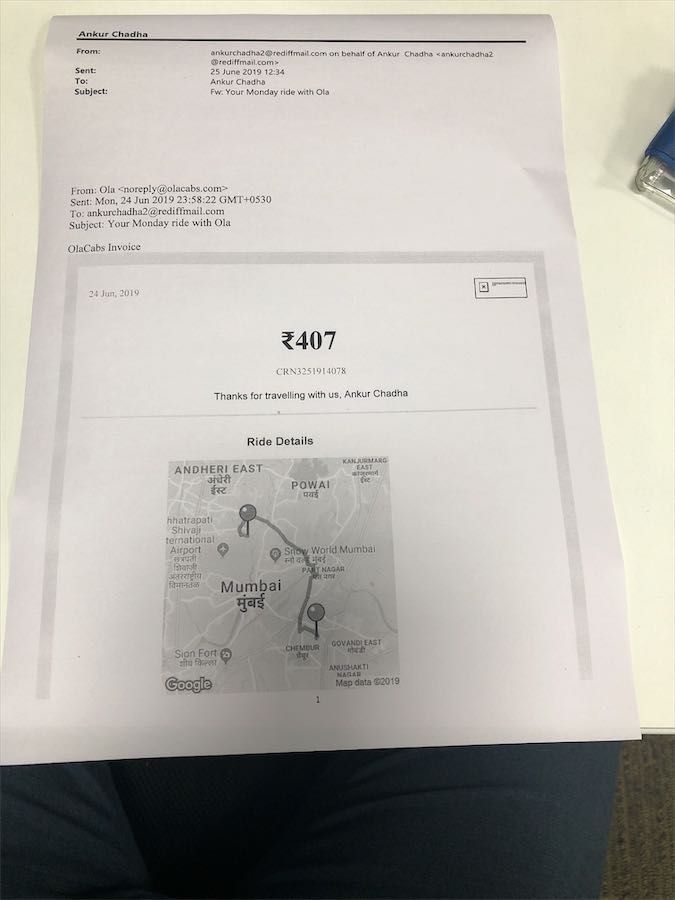 Ankur Chadha
From: ankurchadha2@rediffmail.com on behalf of Ankur Chadha <ankurchadha2
@rediffmail.com>
Sent: 25 June 2019 12:34
To: Ankur Chadha
Subject: Fw: Your Monday ride with Ola
From: Ola <noreply@olacabs.com>
Sent: Mon, 24 Jun 2019 23:58:22 GMT+0530
To: ankurchadha2@rediffmail.com
Subject: Your Monday ride with Ola
OlaCabs Invoice
24 Jun, 2019
₹407
CRN3251914078
Thanks for travelling with us, Ankur Chadha
Ride Details
KANJURMARG
EAST
कांजुरमार्ग
ईस्ट
ANDHERI EAST
अंधेरी
ईस्ट
POWAI
पवई
hhatrapati
Shivaji
ternational
Airport
छत्रपती
शिवाजी
आंतरराष्ट्रीय
विमानतळ
Snow World Mumbai
स्नो वर्ल्ड मुंबई
PANT NAGAR
पंत नगर
Mumbai
मुंबई
CHEMBUR
चेंबूर
GOVANDI EAST
गोवंडी
Sion Fort
शीव किल्ला
ANUSHAKTI
NAGAR
Google
Map data ©2019
1